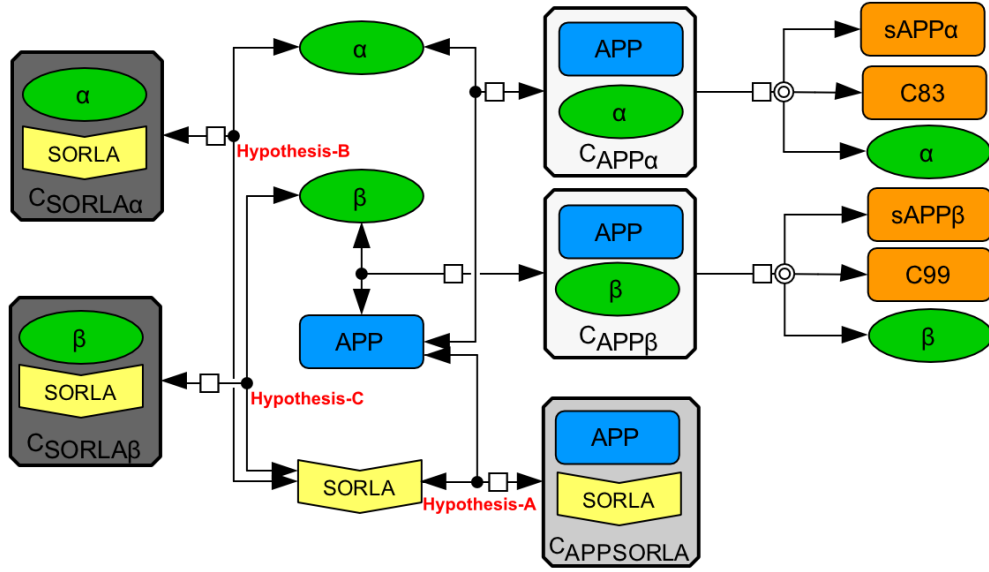 α
SORLA
CSORLAα
Hypothesis-B
α
APP
α
CAPPα
sAPPα
C83
α
β
SORLA
CSORLAβ
Hypothesis-C
β
APP
APP
β
CAPPβ
sAPPβ
C99
β
SORLA
Hypothesis-A
APP
SORLA
CAPPSORLA